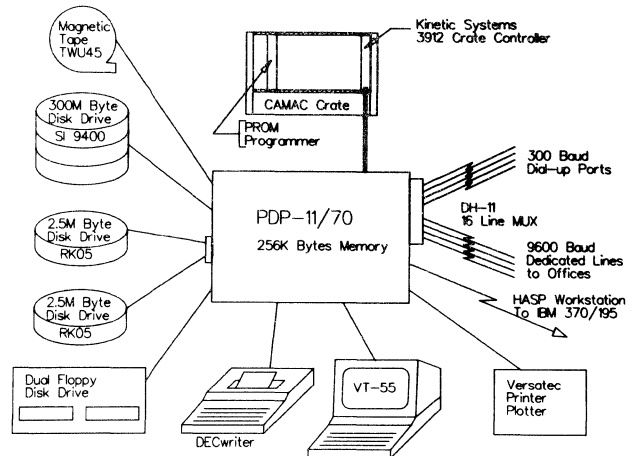 Magnetic
Tape
TWU45
Kinetic Systems
3912 Crate Controller
CAMAC Crate
PROM
Programmer
300M Byte
Disk Drive
SI 9400
300 Baud
Dial-up Ports
PDP-11/70
256K Bytes Memory
DH-11
16 Line MUX
2.5M Byte
Disk Drive
RK05
9600 Baud
Dedicated Lines
to Offices
2.5M Byte
Disk Drive
RK05
HASP Workstation
To IBM 370/195
Dual Floppy
Disk Drive
DECwriter
VT-55
Versatec
Printer
Plotter